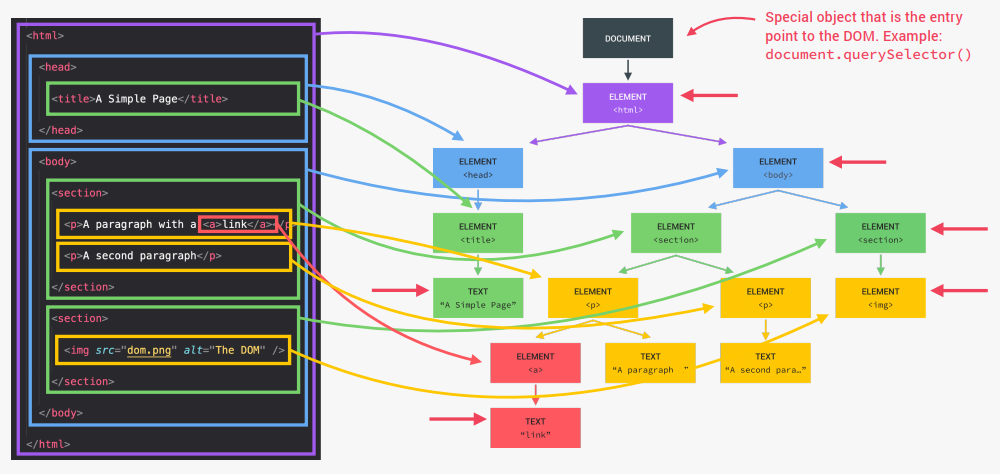 <html>
<head>
<title>A Simple Page</title>
</head>
<body>
<section>
<p>A paragraph with a <a>link</a></p
<p>A second paragraph</p>
</section>
<section>
<img src="dom.png" alt="The DOM" />
</section>
</body>
</html>
DOCUMENT
Special object that is the entry
point to the DOM. Example:
document.querySelector()
ELEMENT
<html>
ELEMENT
<head>
ELEMENT
<body>
ELEMENT
<title>
ELEMENT
<section>
ELEMENT
<section>
TEXT
“A Simple Page”
ELEMENT
<p>
ELEMENT
<p>
ELEMENT
<img>
ELEMENT
<a>
TEXT
“A paragraph ”
TEXT
“A second para…”
TEXT
“link”